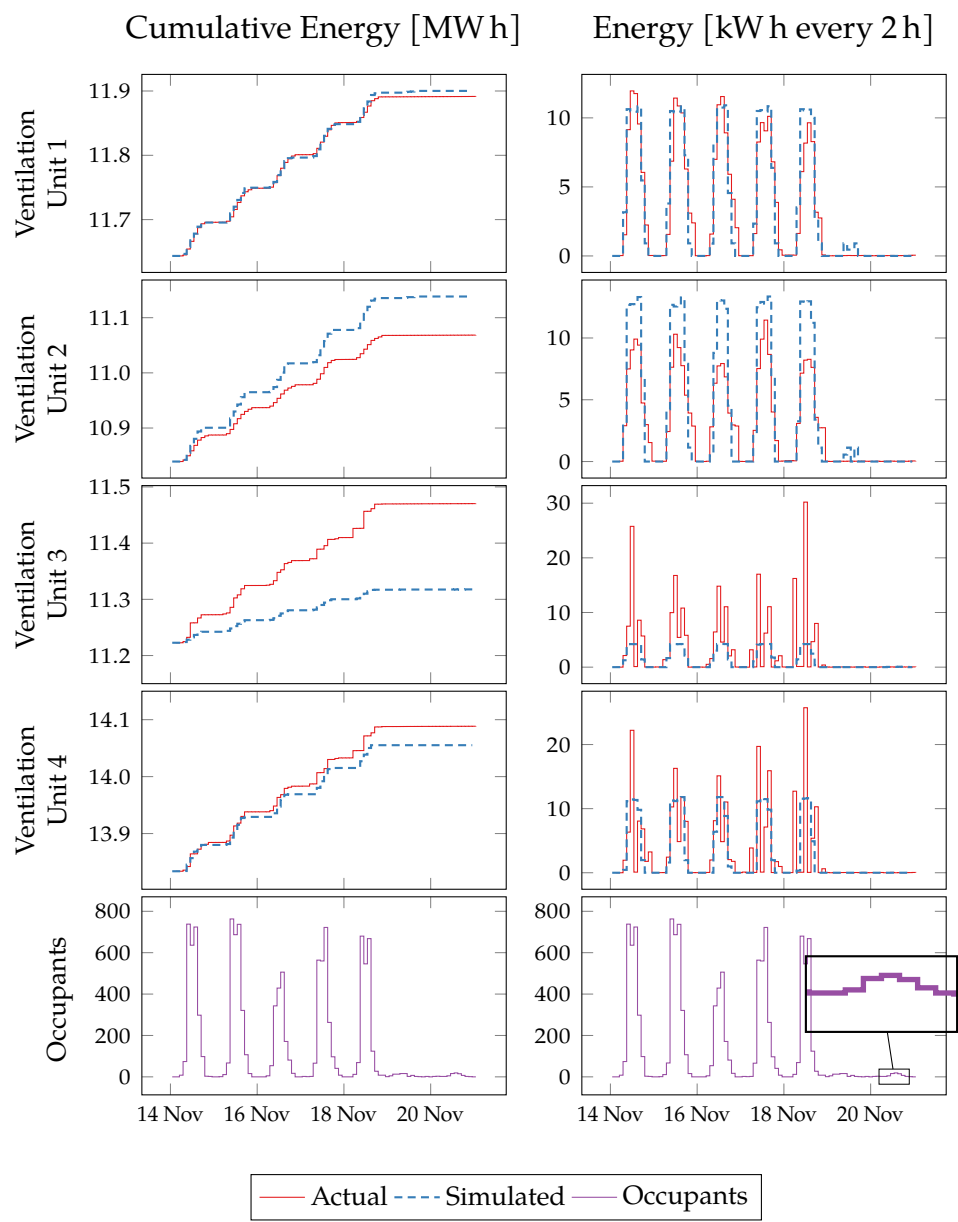 Cumulative Energy [MW h]
Energy [kW h every 2 h]
Ventilation
Unit 1
11.9
11.8
11.7
10
5
0
Ventilation
Unit 2
11.1
11.0
10.9
10
5
0
Ventilation
Unit 3
11.5
11.4
11.3
11.2
30
20
10
0
Ventilation
Unit 4
14.1
14.0
13.9
20
10
0
Occupants
800
600
400
200
0
800
600
400
200
0
14 Nov
16 Nov
18 Nov
20 Nov
14 Nov
16 Nov
18 Nov
20 Nov
Actual
Simulated
Occupants